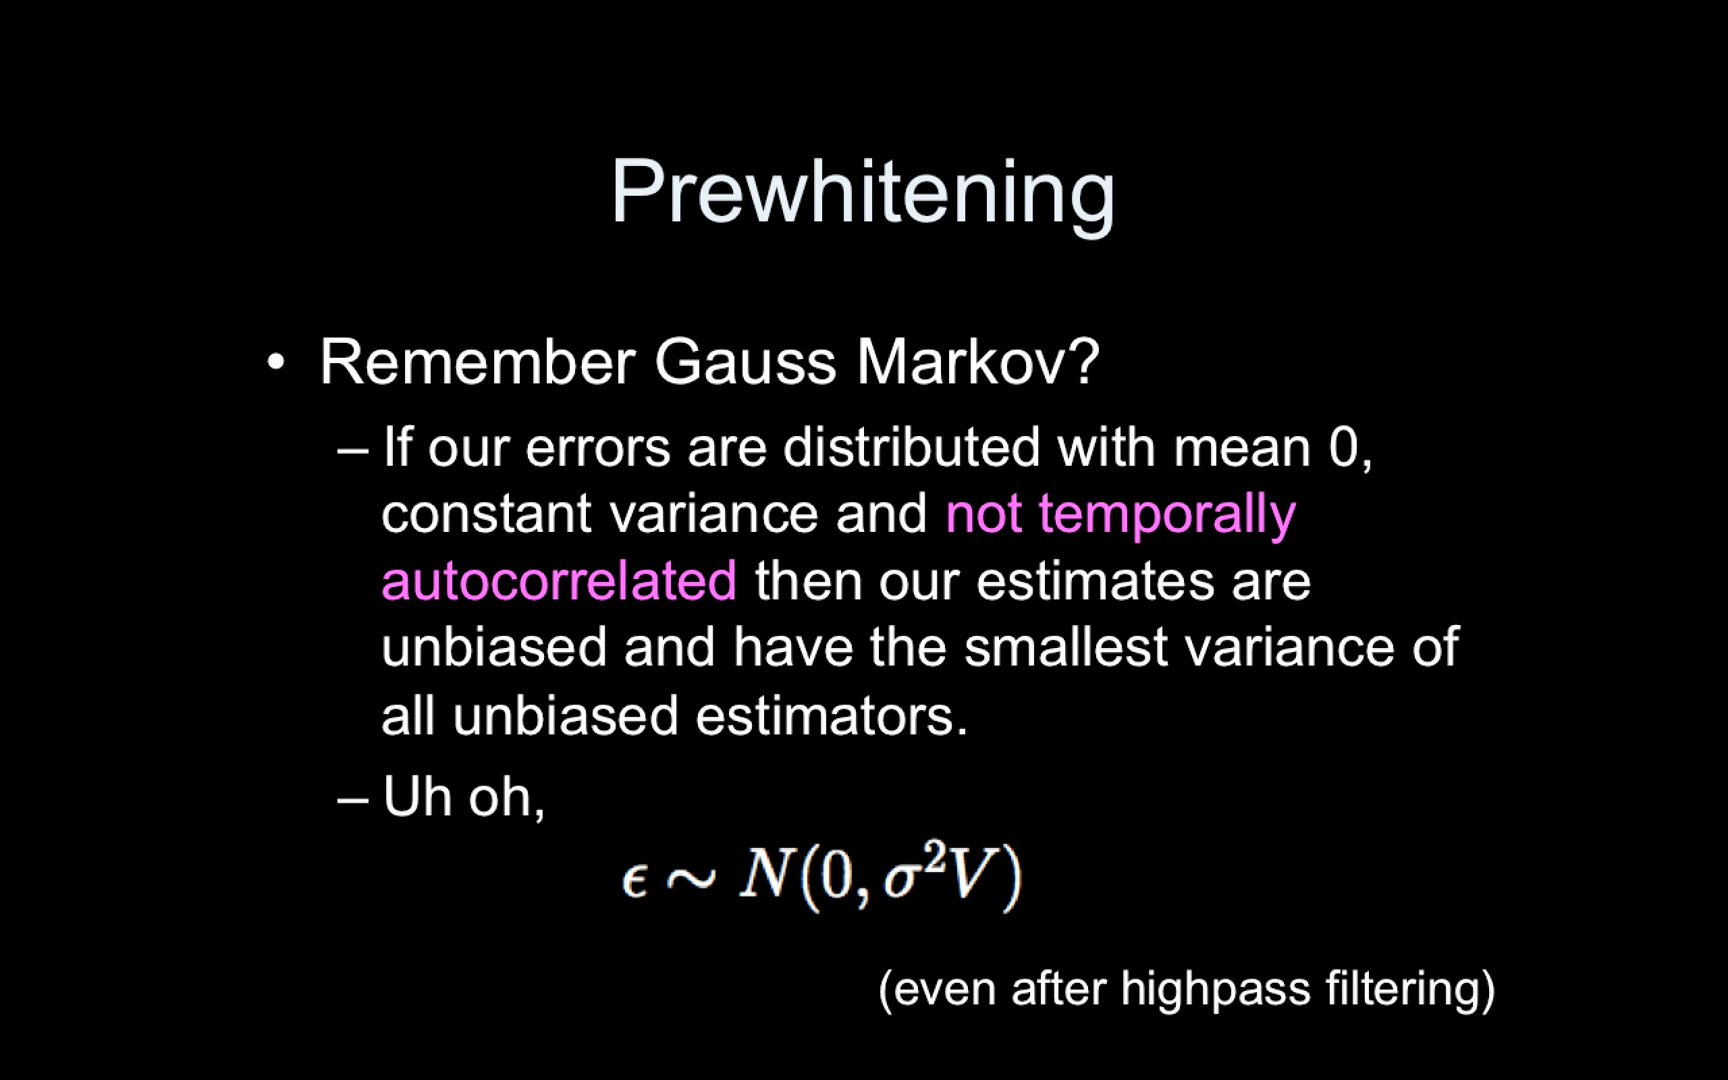 Prewhitening
• Remember Gauss Markov?
– If our errors are distributed with mean 0,
constant variance and not temporally
autocorrelated then our estimates are
unbiased and have the smallest variance of
all unbiased estimators.
– Uh oh,
ϵ ∼ N(0, σ²V)
(even after highpass filtering)